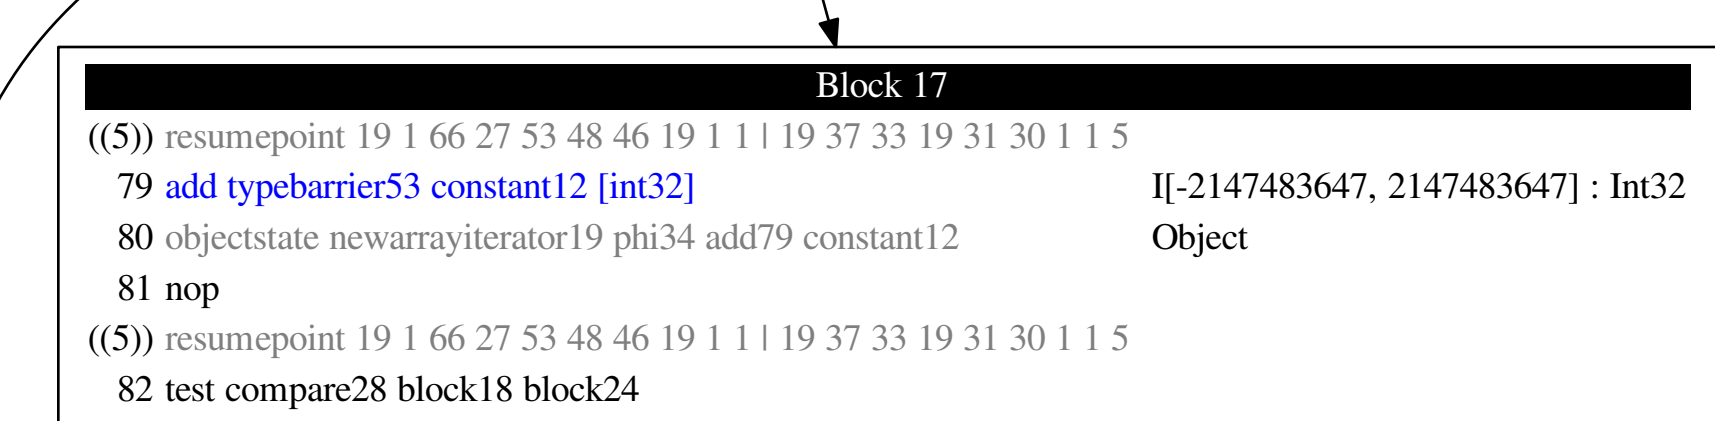 Block 17
((5)) resumepoint 19 1 66 27 53 48 46 19 1 1 | 19 37 33 19 31 30 1 1 5
79 add typebarrier53 constant12 [int32] I[-2147483647, 2147483647] : Int32
80 objectstate newarrayiterator19 phi34 add79 constant12 Object
81 nop
((5)) resumepoint 19 1 66 27 53 48 46 19 1 1 | 19 37 33 19 31 30 1 1 5
82 test compare28 block18 block24